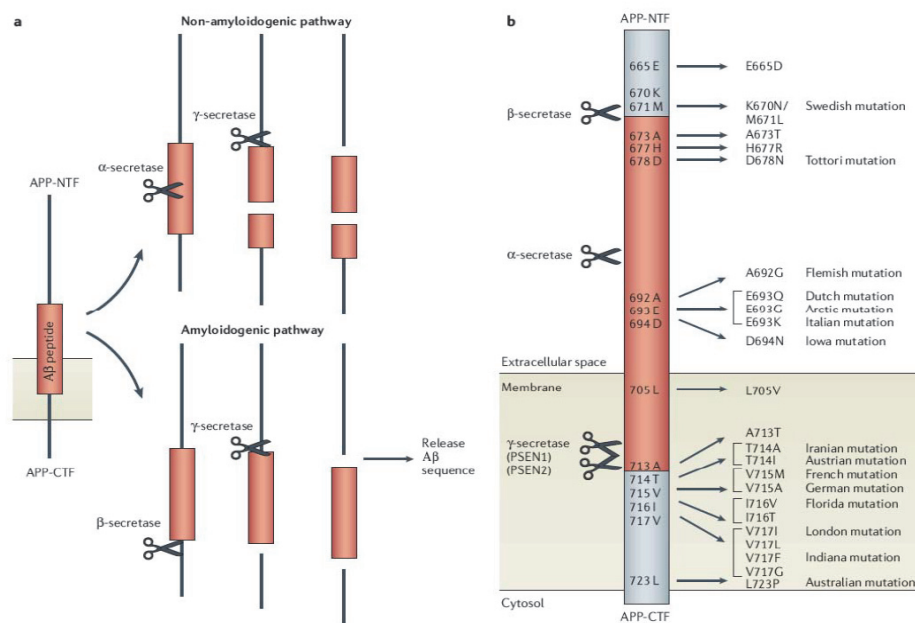 a
Non-amyloidogenic pathway
γ-secretase
α-secretase
APP-NTF
Aβ peptide
APP-CTF
Amyloidogenic pathway
γ-secretase
β-secretase
Release
Aβ
sequence
b
APP-NTF
665 E
E665D
670 K
671 M
β-secretase
K670N/
M671L
Swedish mutation
673 A
A673T
677 H
H677R
678 D
D678N
Tottori mutation
α-secretase
A692G
Flemish mutation
692 A
E693Q
Dutch mutation
693 E
E693G
Arctic mutation
694 D
E693K
Italian mutation
D694N
Iowa mutation
Extracellular space
Membrane
705 L
L705V
γ-secretase
(PSEN1)
(PSEN2)
A713T
713 A
T714A
Iranian mutation
714 T
T714I
Austrian mutation
715 V
V715M
French mutation
V715A
German mutation
716 I
I716V
Florida mutation
I716T
717 V
V717I
London mutation
V717L
V717F
Indiana mutation
V717G
723 L
L723P
Australian mutation
Cytosol
APP-CTF